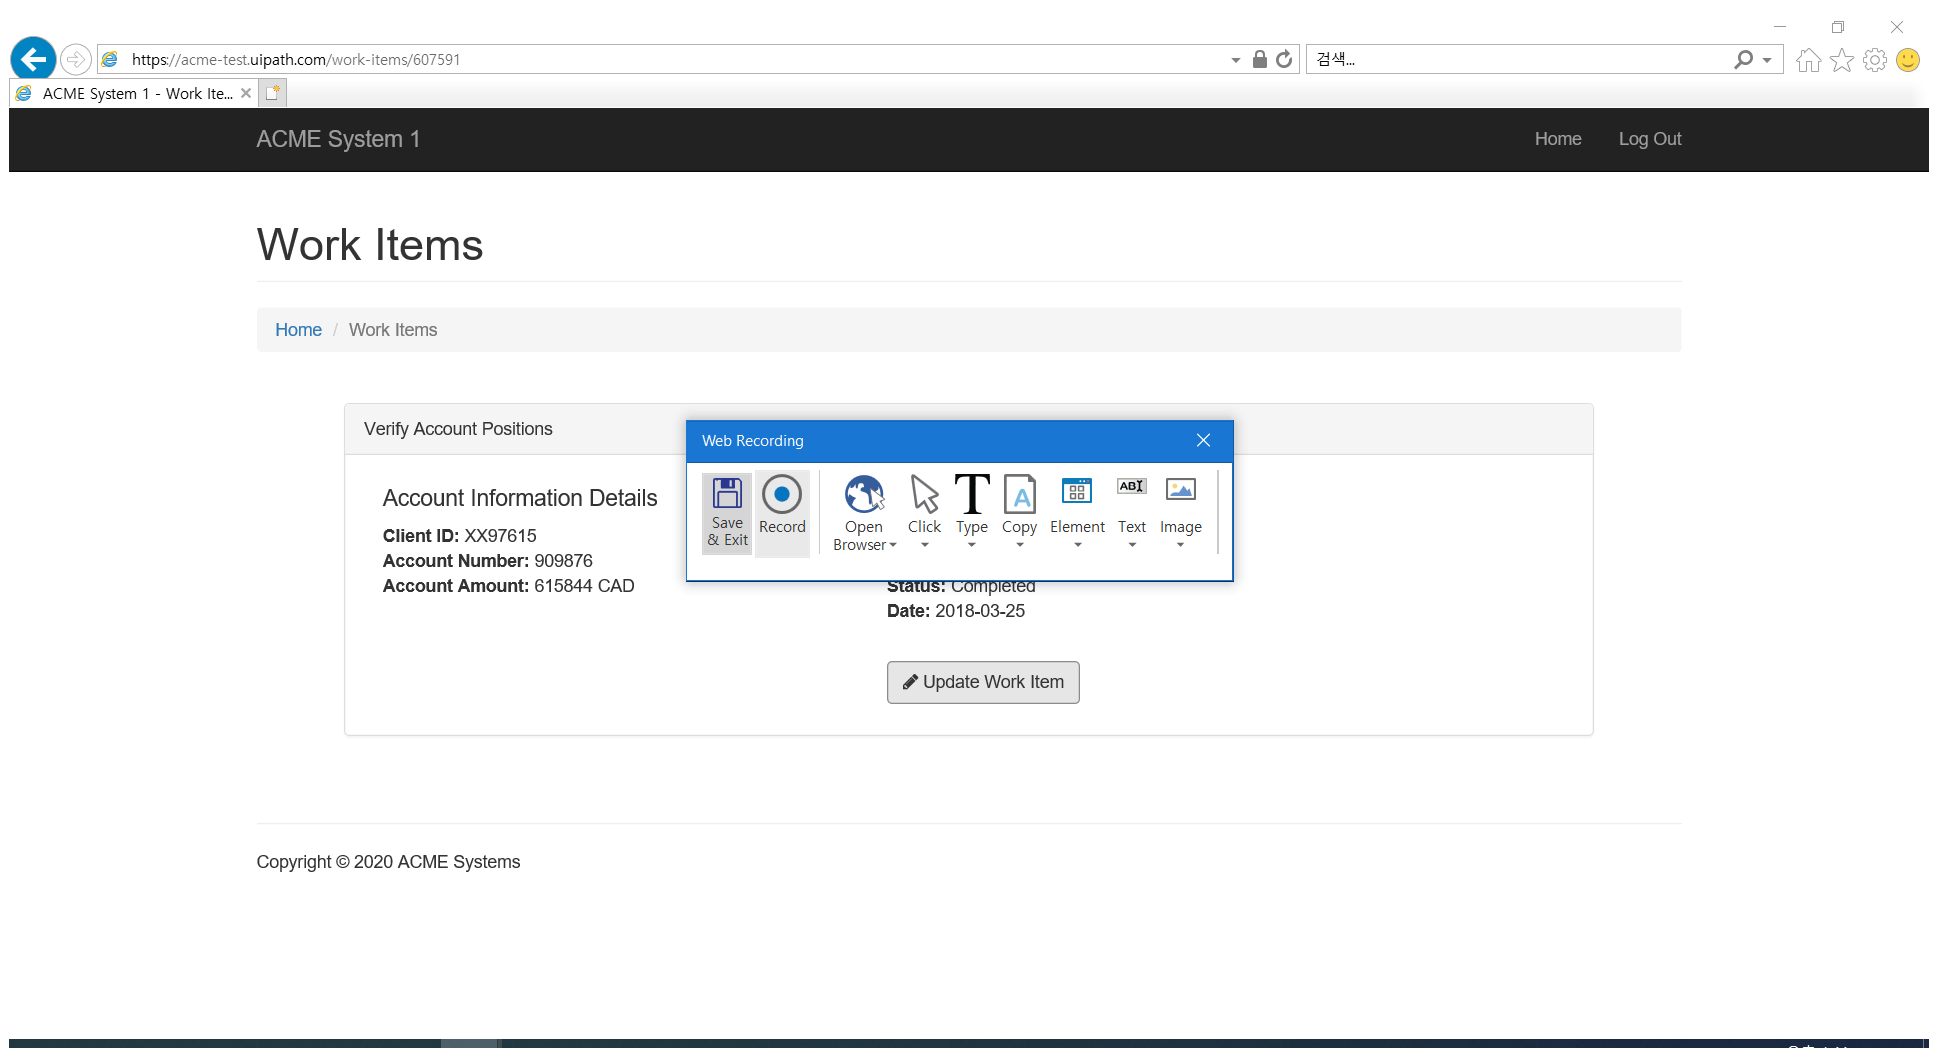 https://acme-test.uipath.com/work-items/607591
검색...
ACME System 1 - Work Ite...
ACME System 1
Home
Log Out
Work Items
Home / Work Items
Verify Account Positions
Web Recording
Save & Exit
Record
Open Browser
Click
Type
Copy
Element
Text
Image
ABI
A
Account Information Details
Client ID: XX97615
Account Number: 909876
Account Amount: 615844 CAD
Status: Completed
Date: 2018-03-25
Update Work Item
Copyright © 2020 ACME Systems